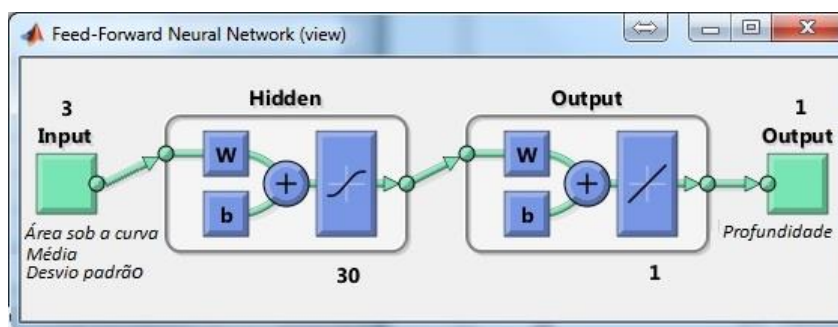 Feed-Forward Neural Network (view)
Hidden
Output
3
Input
1
Output
W
b
W
b
Área sob a curva
Média
Desvio padrão
Profundidade
30
1